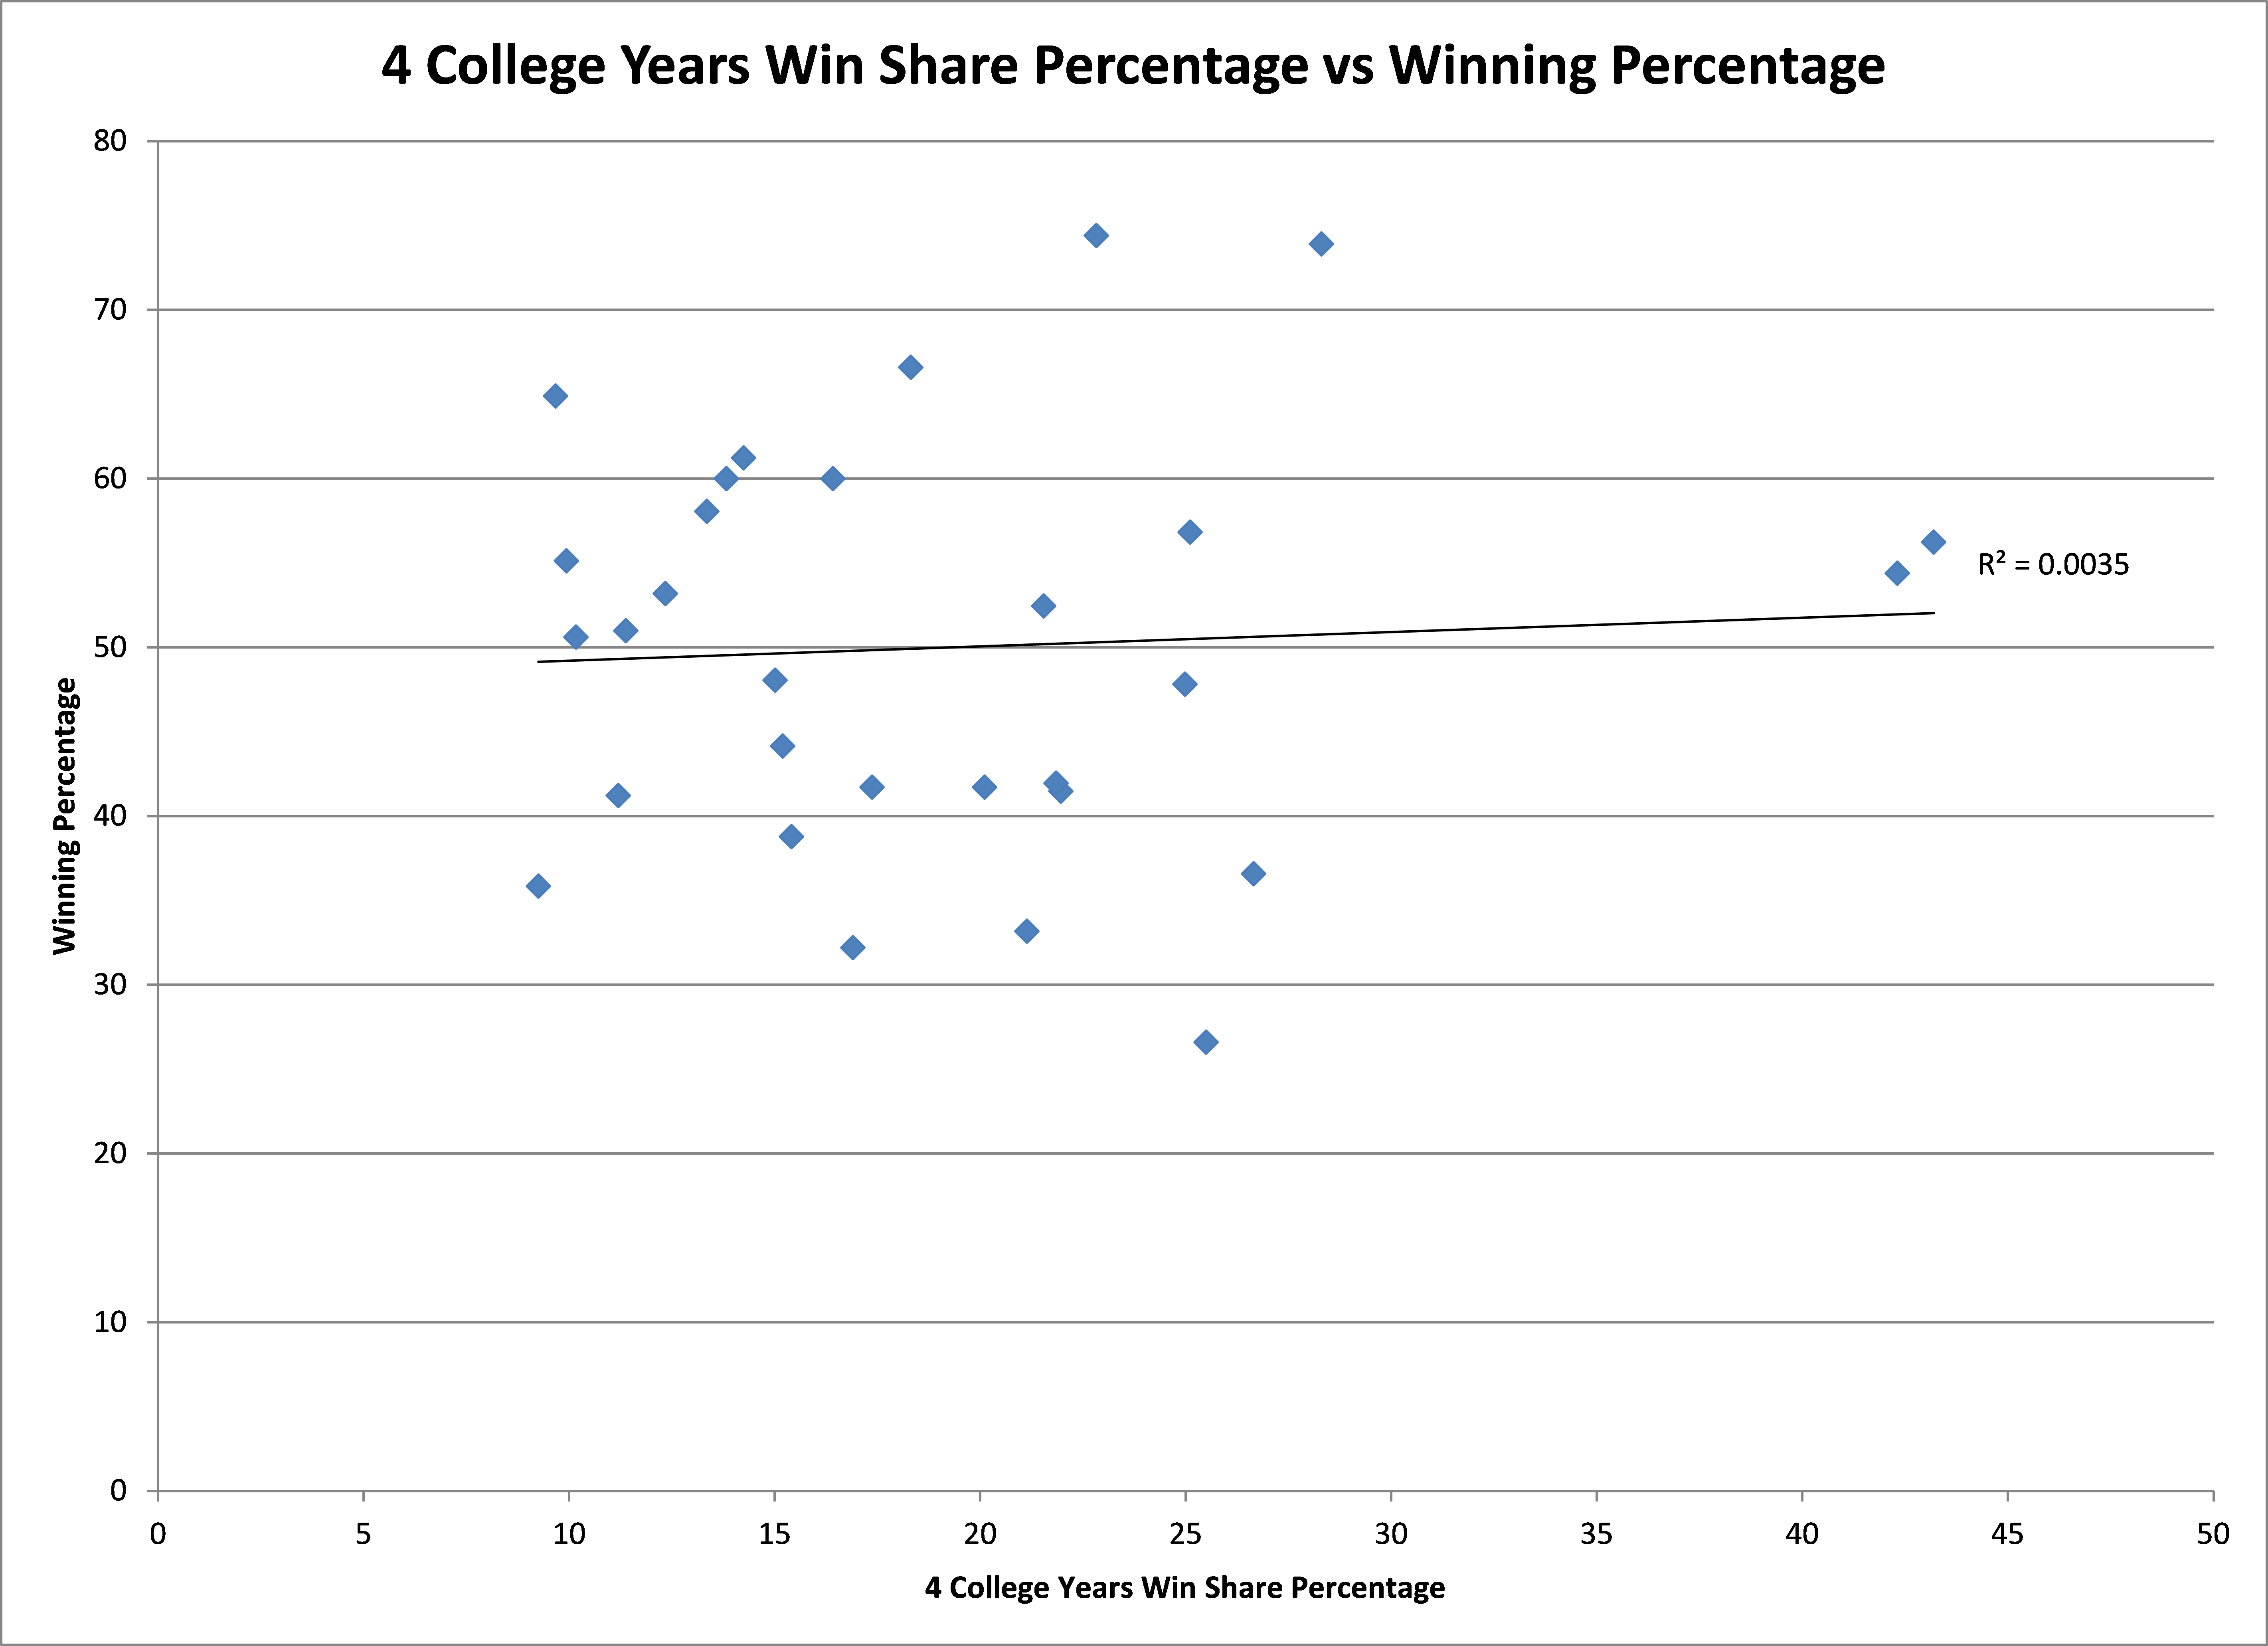 4 College Years Win Share Percentage vs Winning Percentage
80
70
60
50
40
30
20
10
0
Winning Percentage
R² = 0.0035
0 5 10 15 20 25 30 35 40 45 50
4 College Years Win Share Percentage